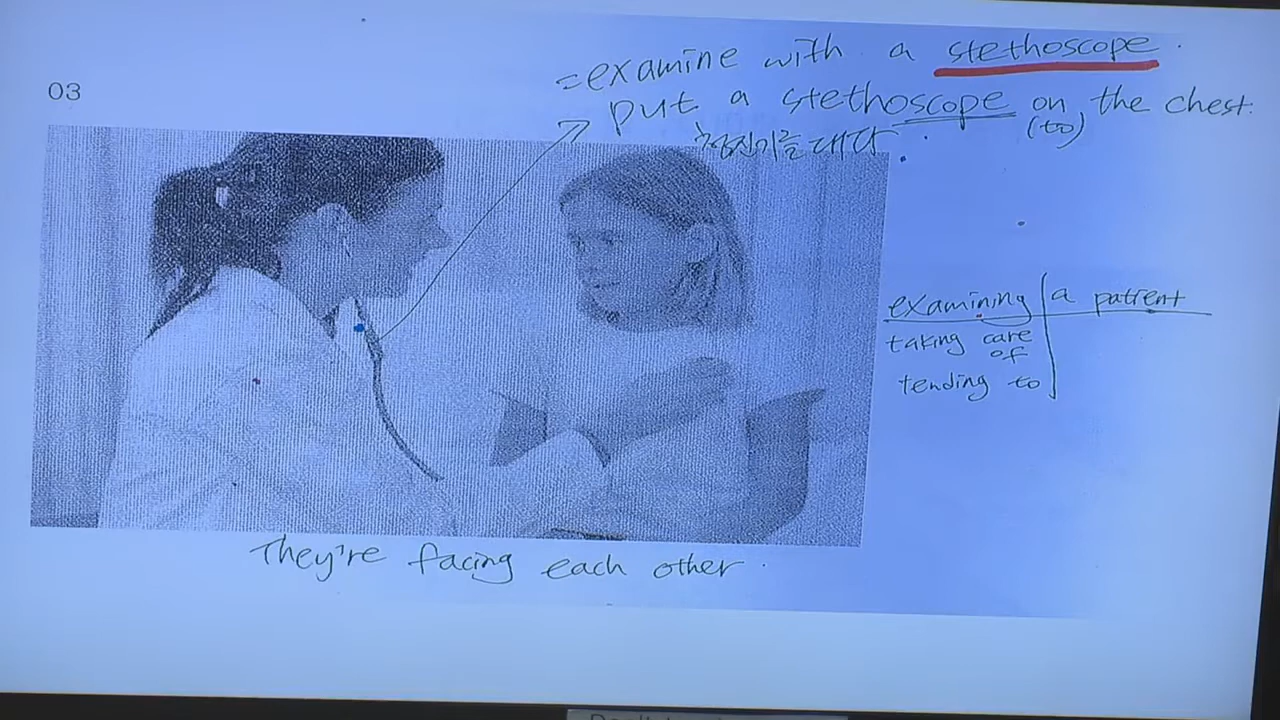 03
=examine with a stethoscope.
put a stethoscope on the chest.
(to)
청진기를 대다.
examining | a patient
taking care
of
tending to
They're facing each other.